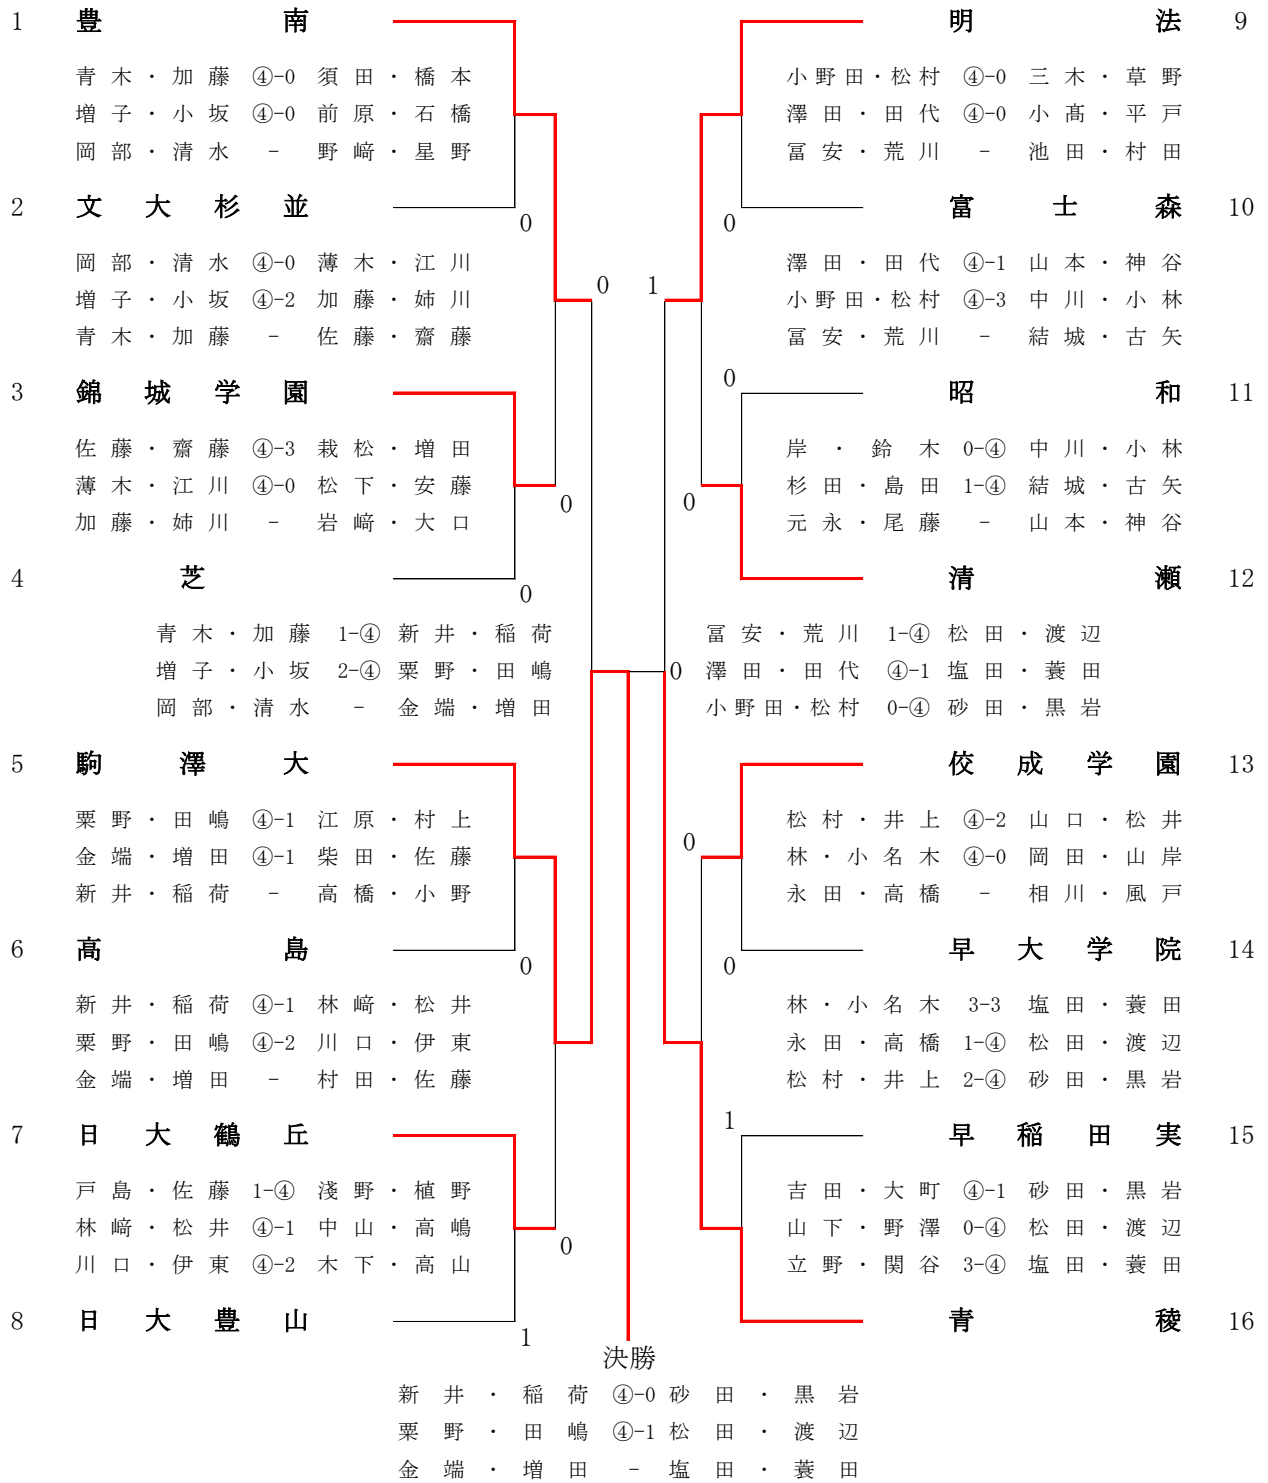 1 豊南
青木・加藤 ④-0 須田・橋本
増子・小坂 ④-0 前原・石橋
岡部・清水 - 野﨑・星野
2 文大杉並
0
岡部・清水 ④-0 薄木・江川
増子・小坂 ④-2 加藤・姉川
青木・加藤 - 佐藤・齋藤
0
3 錦城学園
佐藤・齋藤 ④-3 栽松・増田
薄木・江川 ④-0 松下・安藤
加藤・姉川 - 岩﨑・大口
0
4 芝
0
青木・加藤 1-④ 新井・稲荷
増子・小坂 2-④ 粟野・田嶋
岡部・清水 - 金端・増田
5 駒澤大
粟野・田嶋 ④-1 江原・村上
金端・増田 ④-1 柴田・佐藤
新井・稲荷 - 高橋・小野
6 高島
0
新井・稲荷 ④-1 林﨑・松井
粟野・田嶋 ④-2 川口・伊東
金端・増田 - 村田・佐藤
7 日大鶴丘
戸島・佐藤 1-④ 淺野・植野
林﨑・松井 ④-1 中山・高嶋
川口・伊東 ④-2 木下・高山
0
8 日大豊山
1
明法 9
小野田・松村 ④-0 三木・草野
澤田・田代 ④-0 小髙・平戸
冨安・荒川 - 池田・村田
富士森 10
0
澤田・田代 ④-1 山本・神谷
小野田・松村 ④-3 中川・小林
冨安・荒川 - 結城・古矢
1
0
昭和 11
岸・鈴木 0-④ 中川・小林
杉田・島田 1-④ 結城・古矢
元永・尾藤 - 山本・神谷
0
清瀬 12
冨安・荒川 1-④ 松田・渡辺
澤田・田代 ④-1 塩田・蓑田
小野田・松村 0-④ 砂田・黒岩
0
佼成学園 13
松村・井上 ④-2 山口・松井
林・小名木 ④-0 岡田・山岸
永田・高橋 - 相川・風戸
0
早大学院 14
0
林・小名木 3-3 塩田・蓑田
永田・高橋 1-④ 松田・渡辺
松村・井上 2-④ 砂田・黒岩
1
早稲田実 15
吉田・大町 ④-1 砂田・黒岩
山下・野澤 0-④ 松田・渡辺
立野・関谷 3-④ 塩田・蓑田
青稜 16
決勝
新井・稲荷 ④-0 砂田・黒岩
粟野・田嶋 ④-1 松田・渡辺
金端・増田 - 塩田・蓑田